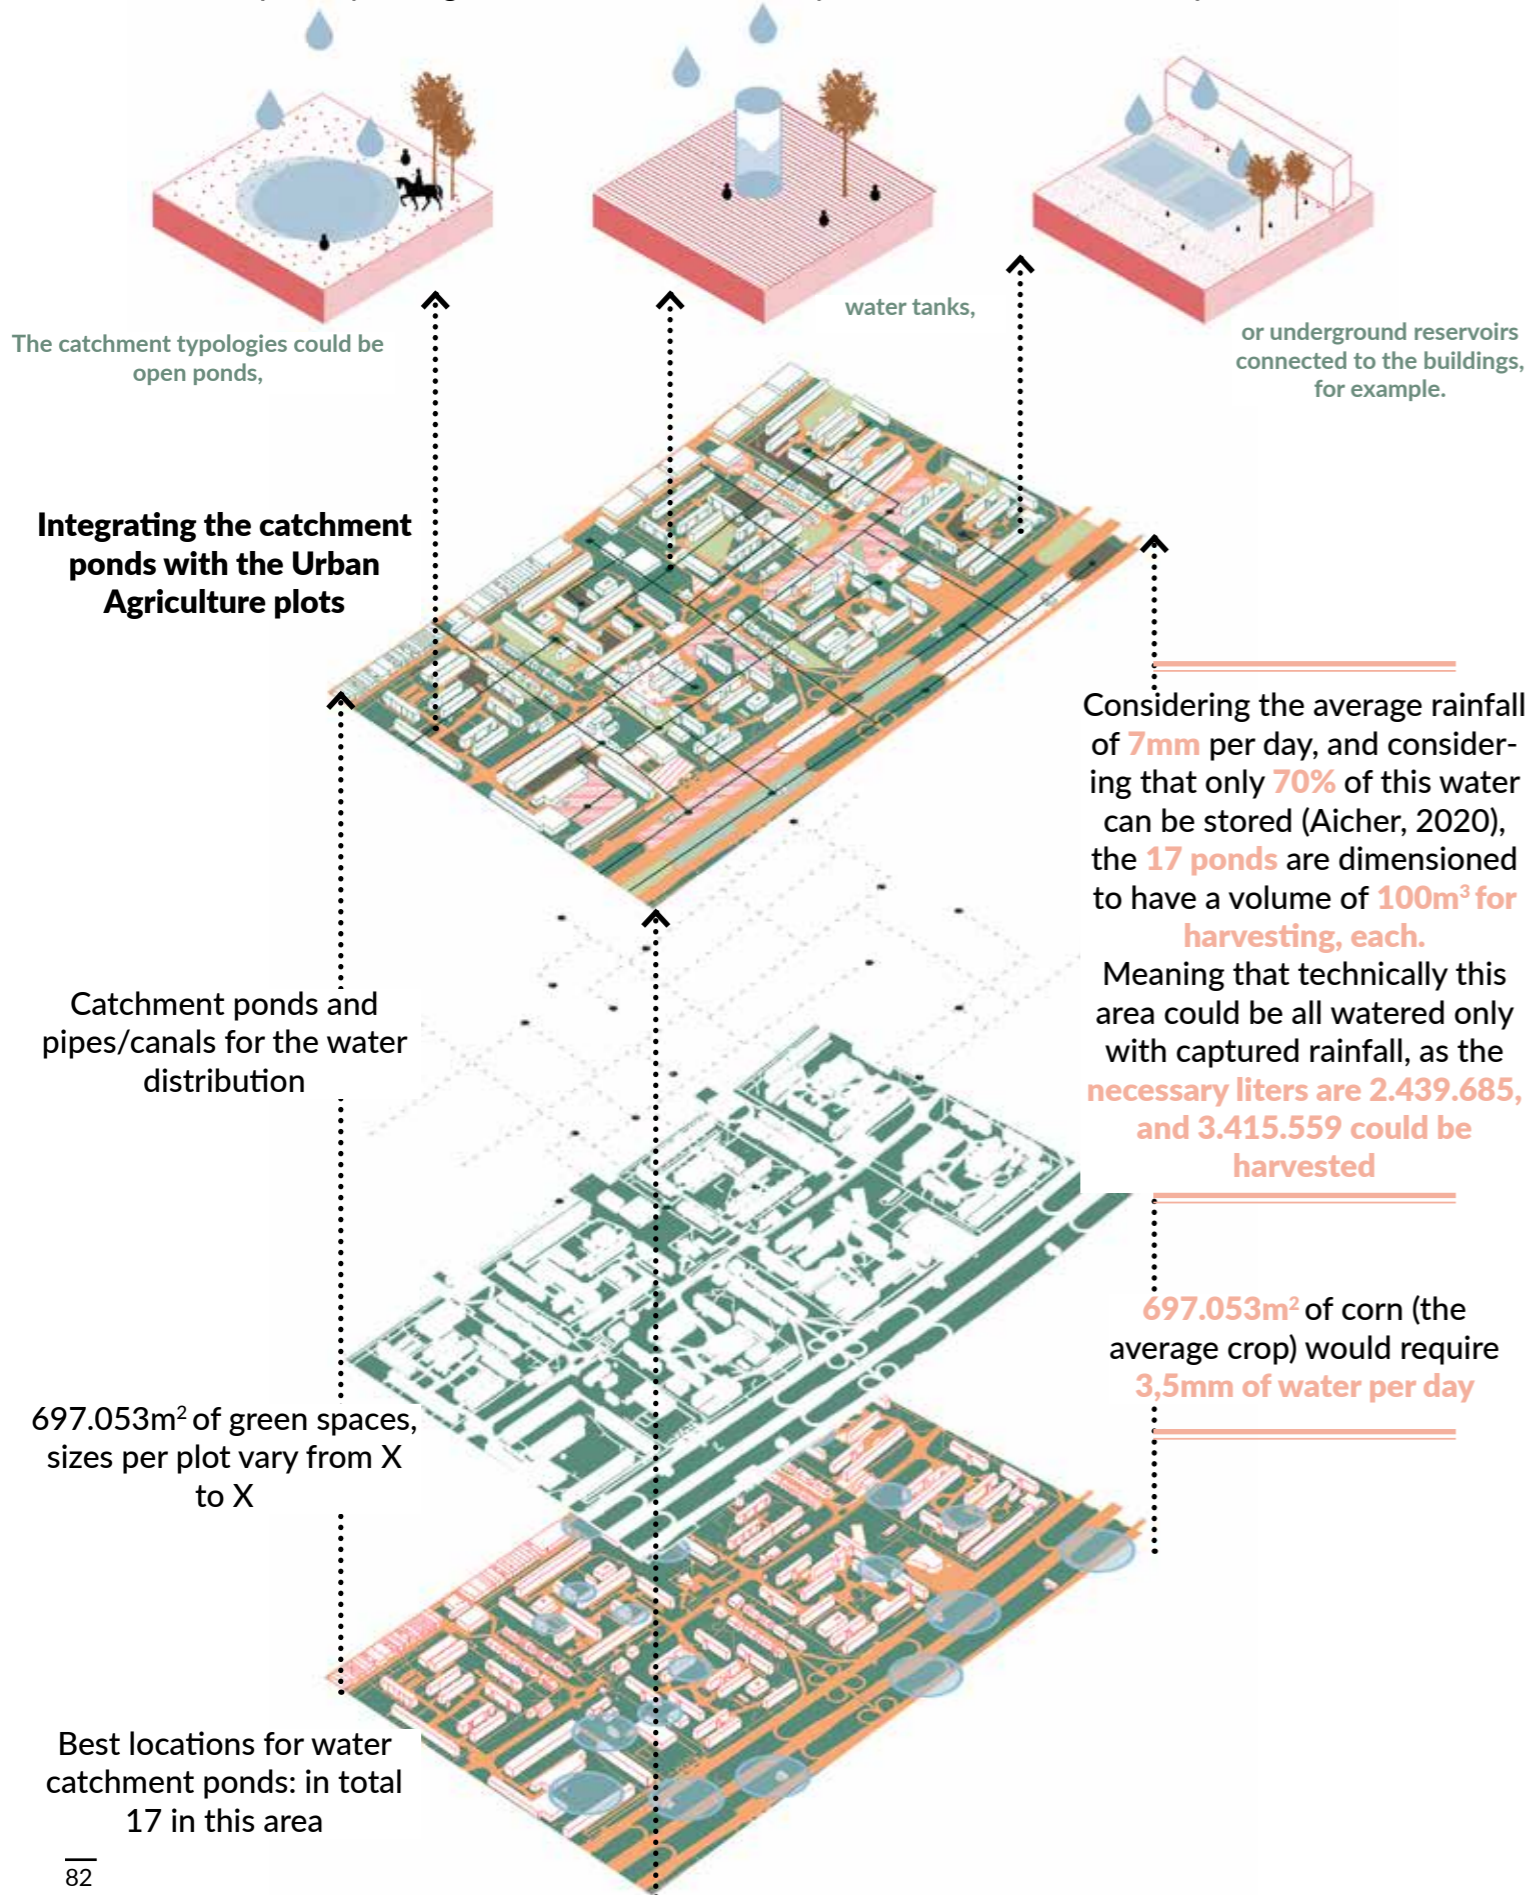 water tanks,
The catchment typologies could be
open ponds,
or underground reservoirs
connected to the buildings,
for example.
Integrating the catchment
ponds with the Urban
Agriculture plots
Considering the average rainfall
of 7mm per day, and consider-
ing that only 70% of this water
can be stored (Aicher, 2020),
the 17 ponds are dimensioned
to have a volume of 100m³ for
harvesting, each.
Meaning that technically this
area could be all watered only
with captured rainfall, as the
necessary liters are 2.439.685,
and 3.415.559 could be
harvested
Catchment ponds and
pipes/canals for the water
distribution
697.053m² of corn (the
average crop) would require
3,5mm of water per day
697.053m² of green spaces,
sizes per plot vary from X
to X
Best locations for water
catchment ponds: in total
17 in this area
82